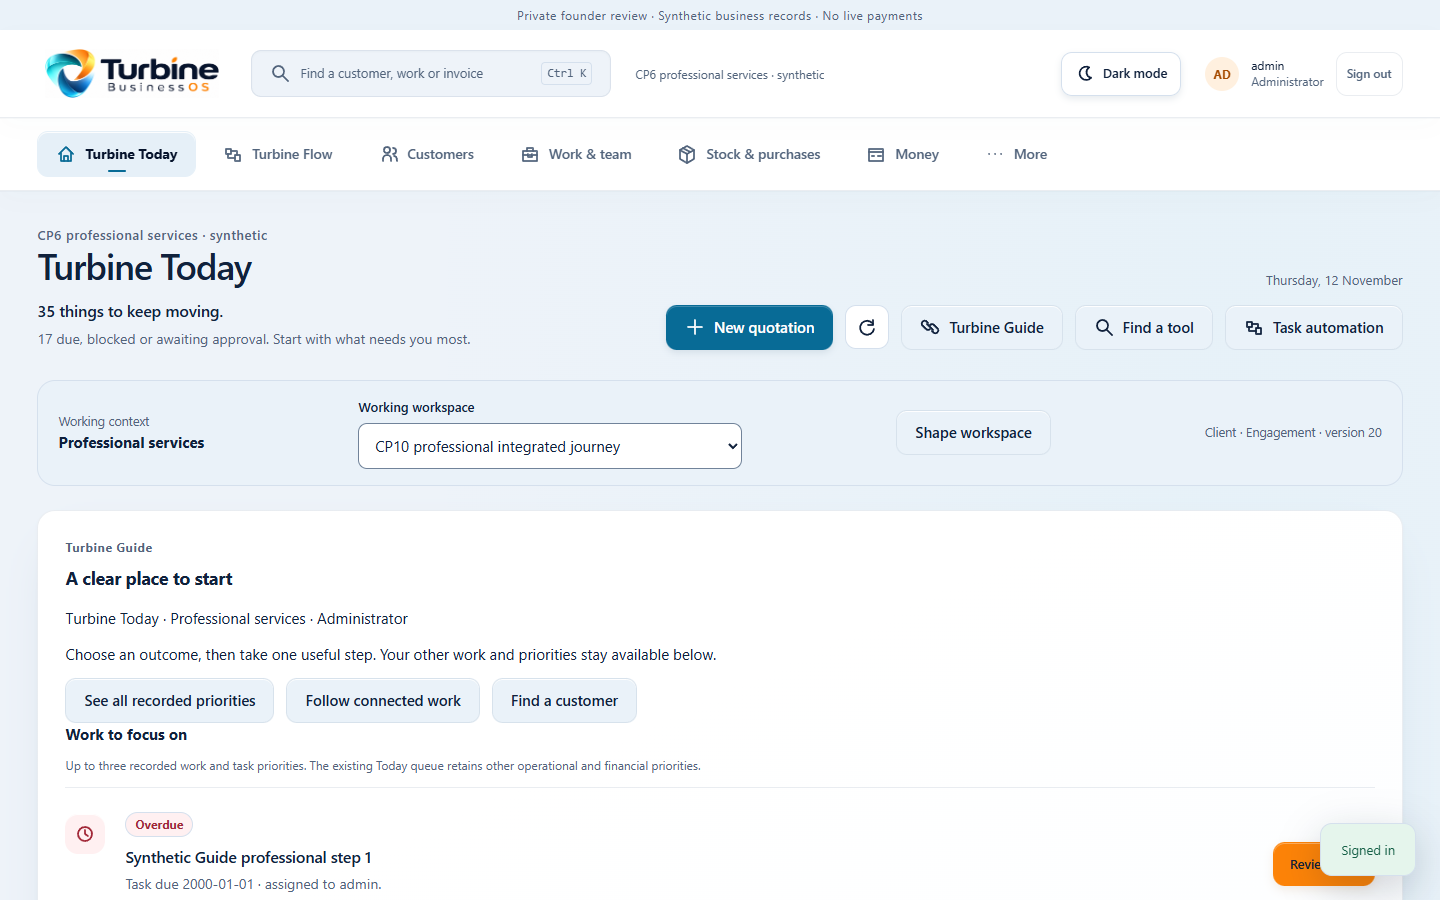 Private founder review · Synthetic business records · No live payments
Turbine
BusinessOS
Find a customer, work or invoice
Ctrl K
CP6 professional services · synthetic
Dark mode
AD
admin
Administrator
Sign out
Turbine Today
Turbine Flow
Customers
Work & team
Stock & purchases
Money
··· More
CP6 professional services · synthetic
Turbine Today
Thursday, 12 November
35 things to keep moving.
17 due, blocked or awaiting approval. Start with what needs you most.
New quotation
Turbine Guide
Find a tool
Task automation
Working context
Professional services
Working workspace
CP10 professional integrated journey
Shape workspace
Client · Engagement · version 20
Turbine Guide
A clear place to start
Turbine Today · Professional services · Administrator
Choose an outcome, then take one useful step. Your other work and priorities stay available below.
See all recorded priorities
Follow connected work
Find a customer
Work to focus on
Up to three recorded work and task priorities. The existing Today queue retains other operational and financial priorities.
Overdue
Synthetic Guide professional step 1
Task due 2000-01-01 · assigned to admin.
Signed in